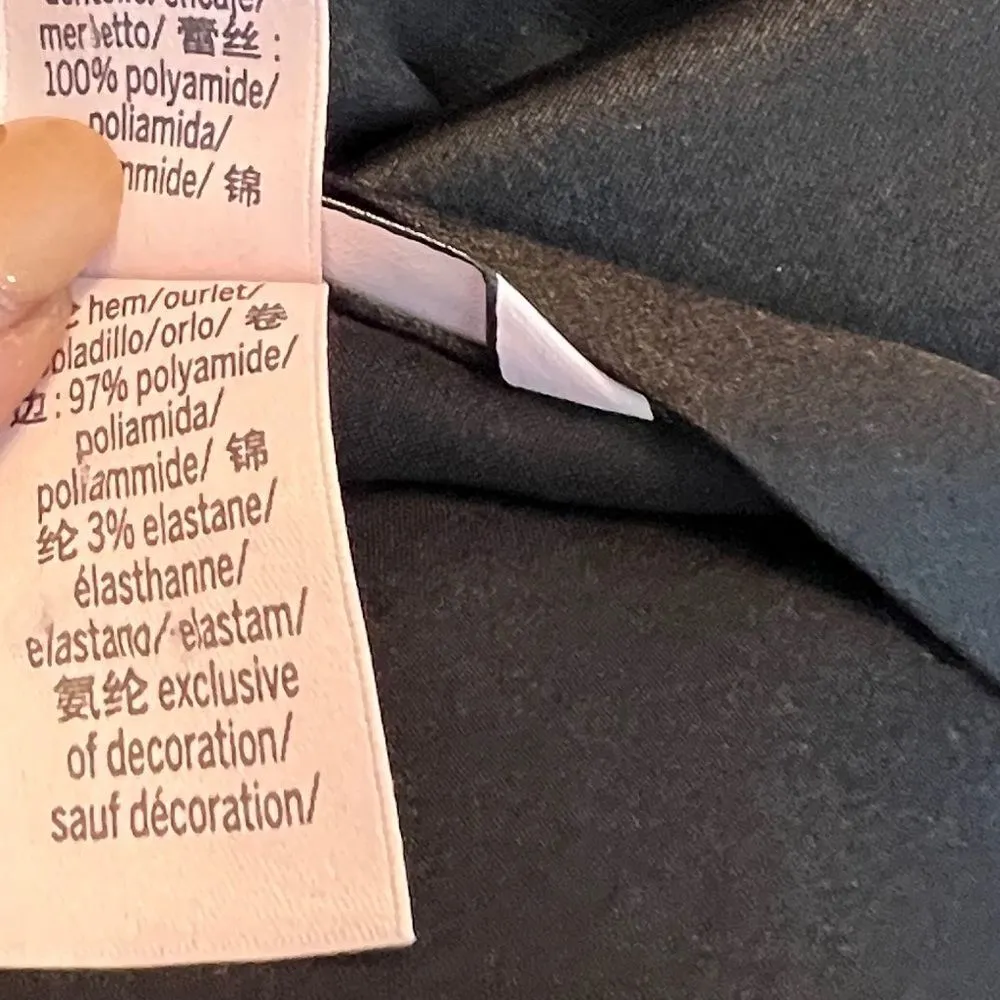 merletto/ 蕾丝 :
100% polyamide/
poliamida/
mmide/ 锦
hem/ourlet/
oladillo/orlo/ 卷
边 : 97% polyamide/
poliamida/
poliammide/ 锦
纶 3% elastane/
élasthanne/
elastano/ elastam/
氨纶 exclusive
of decoration/
sauf décoration/